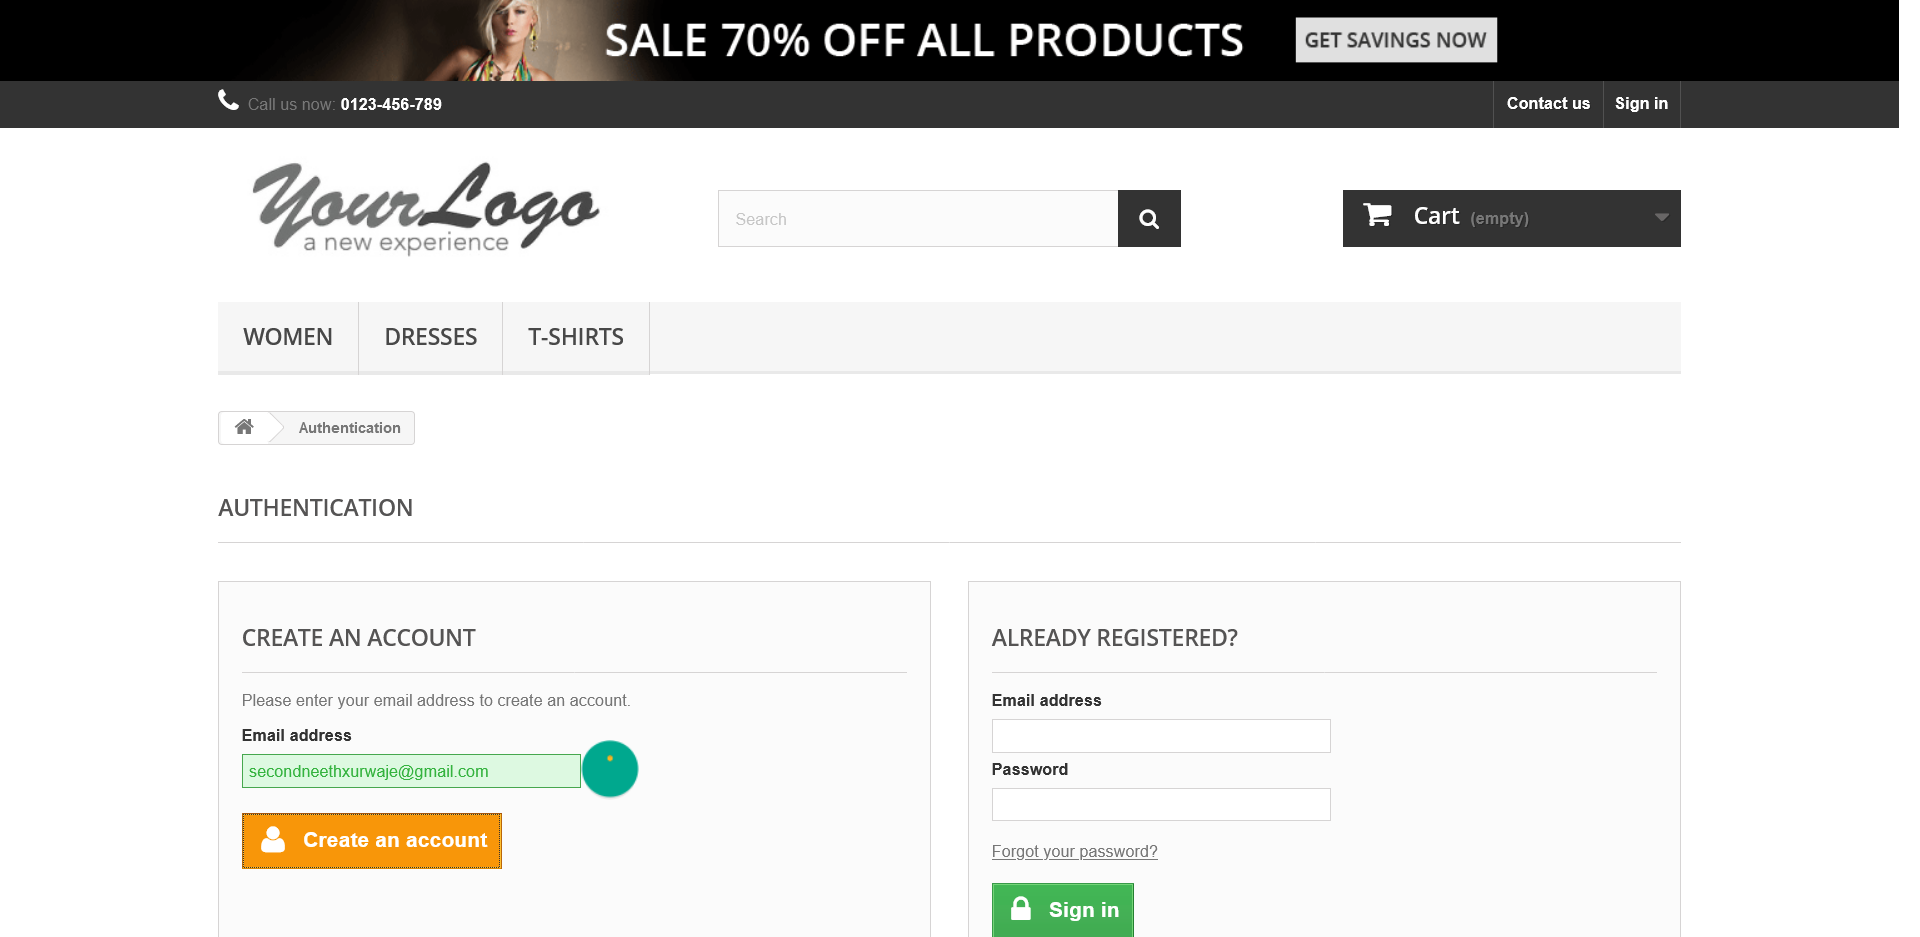 SALE 70% OFF ALL PRODUCTS
GET SAVINGS NOW
Call us now: 0123-456-789
Contact us
Sign in
YourLogo
a new experience
Search
Cart (empty)
WOMEN
DRESSES
T-SHIRTS
Authentication
AUTHENTICATION
CREATE AN ACCOUNT
Please enter your email address to create an account.
Email address
secondneethxurwaje@gmail.com
Create an account
ALREADY REGISTERED?
Email address
Password
Forgot your password?
Sign in